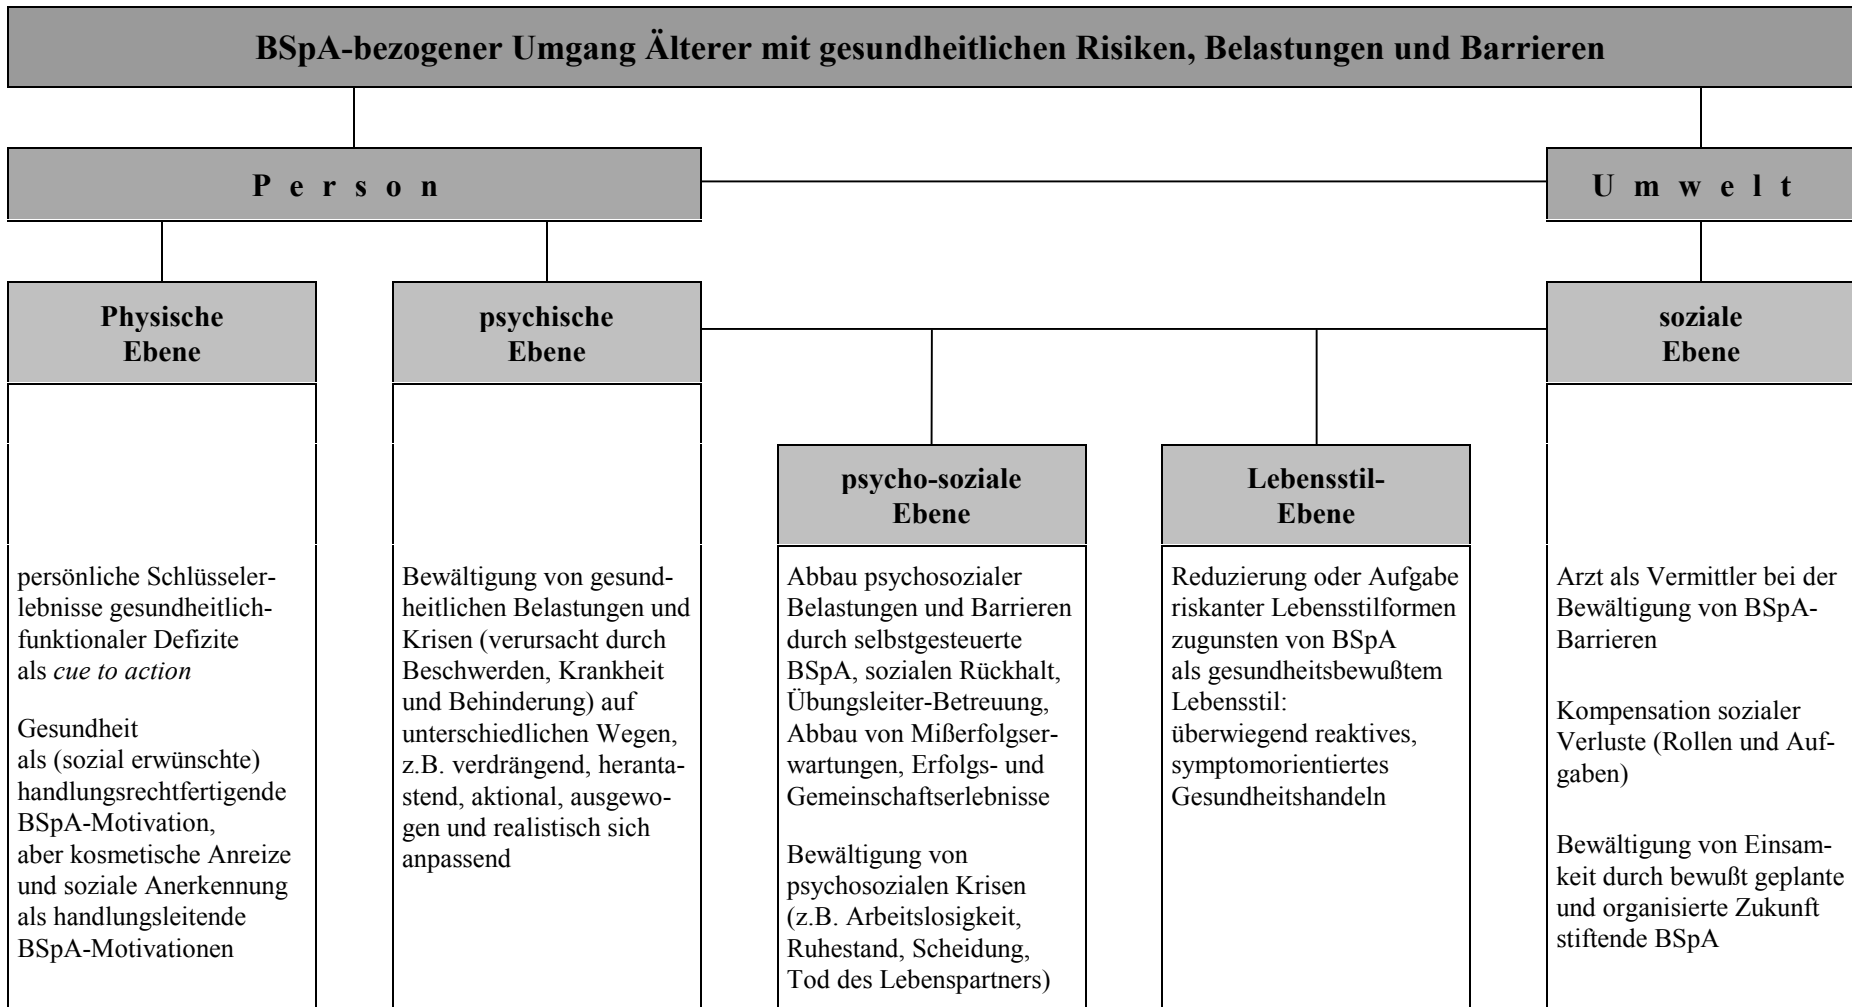 BSpA-bezogener Umgang Älterer mit gesundheitlichen Risiken, Belastungen und Barrieren
P e r s o n
U m w e l t
Physische
Ebene
psychische
Ebene
soziale
Ebene
psycho-soziale
Ebene
Lebensstil-
Ebene
persönliche Schlüsseler-
lebnisse gesundheitlich-
funktionaler Defizite
als cue to action
Gesundheit
als (sozial erwünschte)
handlungsrechtfertigende
BSpA-Motivation,
aber kosmetische Anreize
und soziale Anerkennung
als handlungsleitende
BSpA-Motivationen
Bewältigung von gesund-
heitlichen Belastungen und
Krisen (verursacht durch
Beschwerden, Krankheit
und Behinderung) auf
unterschiedlichen Wegen,
z.B. verdrängend, heranta-
stend, aktional, ausgewo-
gen und realistisch sich
anpassend
Abbau psychosozialer
Belastungen und Barrieren
durch selbstgesteuerte
BSpA, sozialen Rückhalt,
Übungsleiter-Betreuung,
Abbau von Mißerfolgser-
wartungen, Erfolgs- und
Gemeinschaftserlebnisse
Bewältigung von
psychosozialen Krisen
(z.B. Arbeitslosigkeit,
Ruhestand, Scheidung,
Tod des Lebenspartners)
Reduzierung oder Aufgabe
riskanter Lebensstilformen
zugunsten von BSpA
als gesundheitsbewußtem
Lebensstil:
überwiegend reaktives,
symptomorientiertes
Gesundheitshandeln
Arzt als Vermittler bei der
Bewältigung von BSpA-
Barrieren
Kompensation sozialer
Verluste (Rollen und Auf-
gaben)
Bewältigung von Einsam-
keit durch bewußt geplante
und organisierte Zukunft
stiftende BSpA